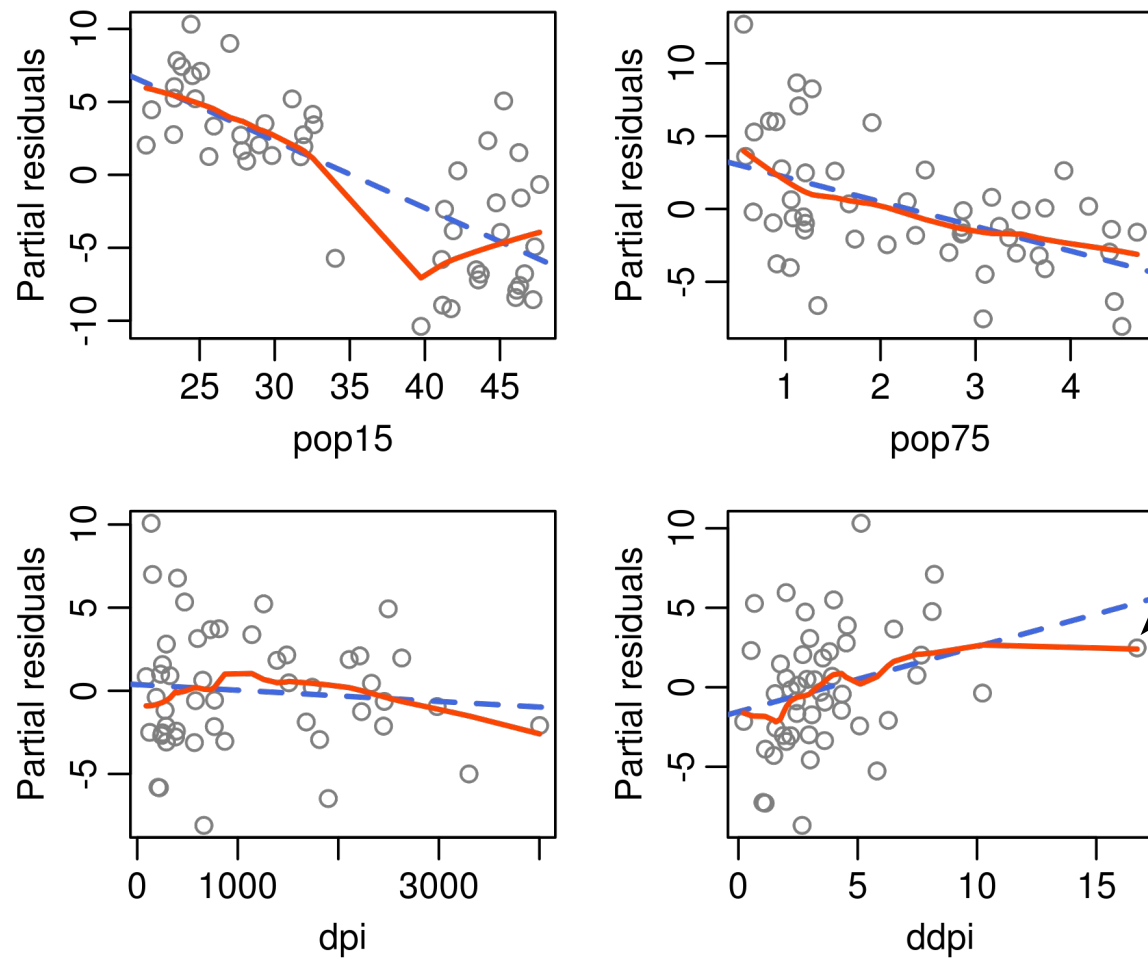 Partial residuals
-10 -5 0 5 10
25 30 35 40 45
pop15
Partial residuals
-5 0 5 10
1 2 3 4
pop75
Partial residuals
-5 0 5 10
0 1000 3000
dpi
Partial residuals
-5 0 5 10
0 5 10 15
ddpi